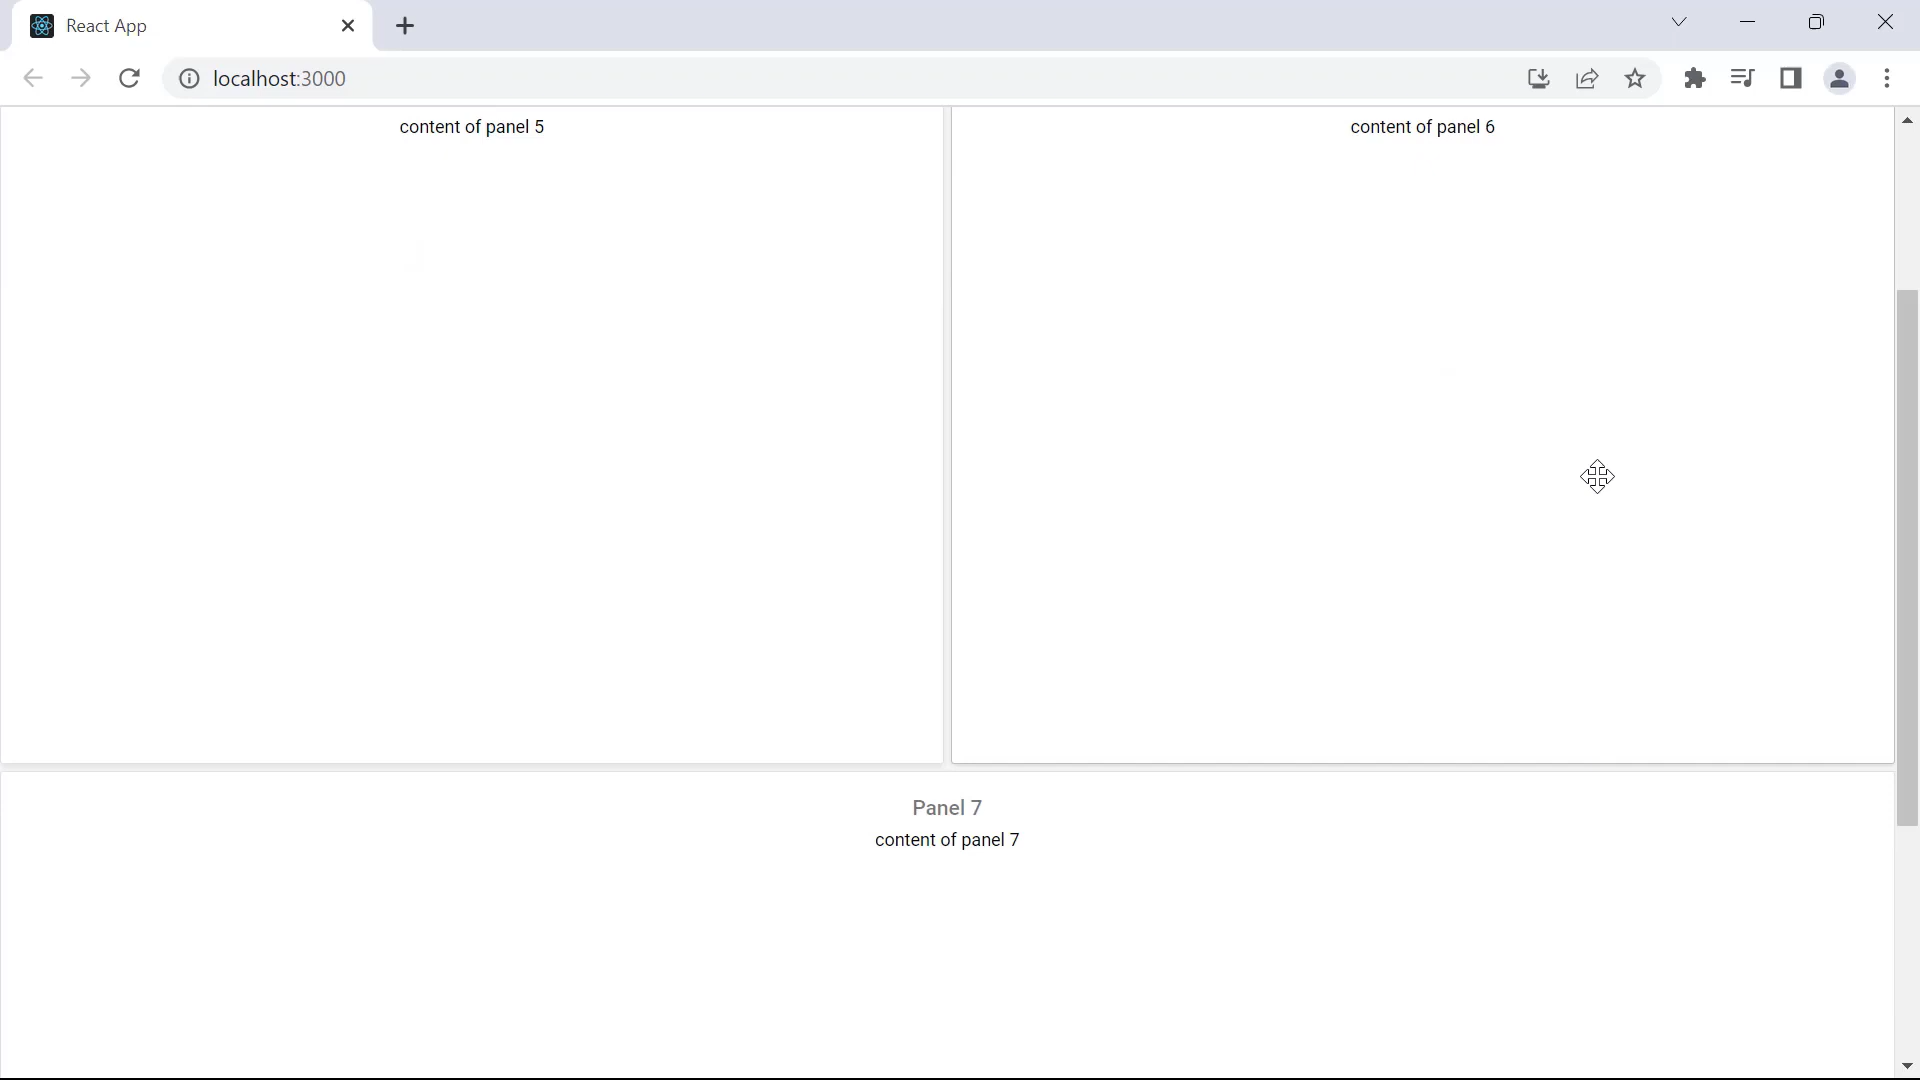 React App
localhost:3000
content of panel 5
content of panel 6
Panel 7
content of panel 7